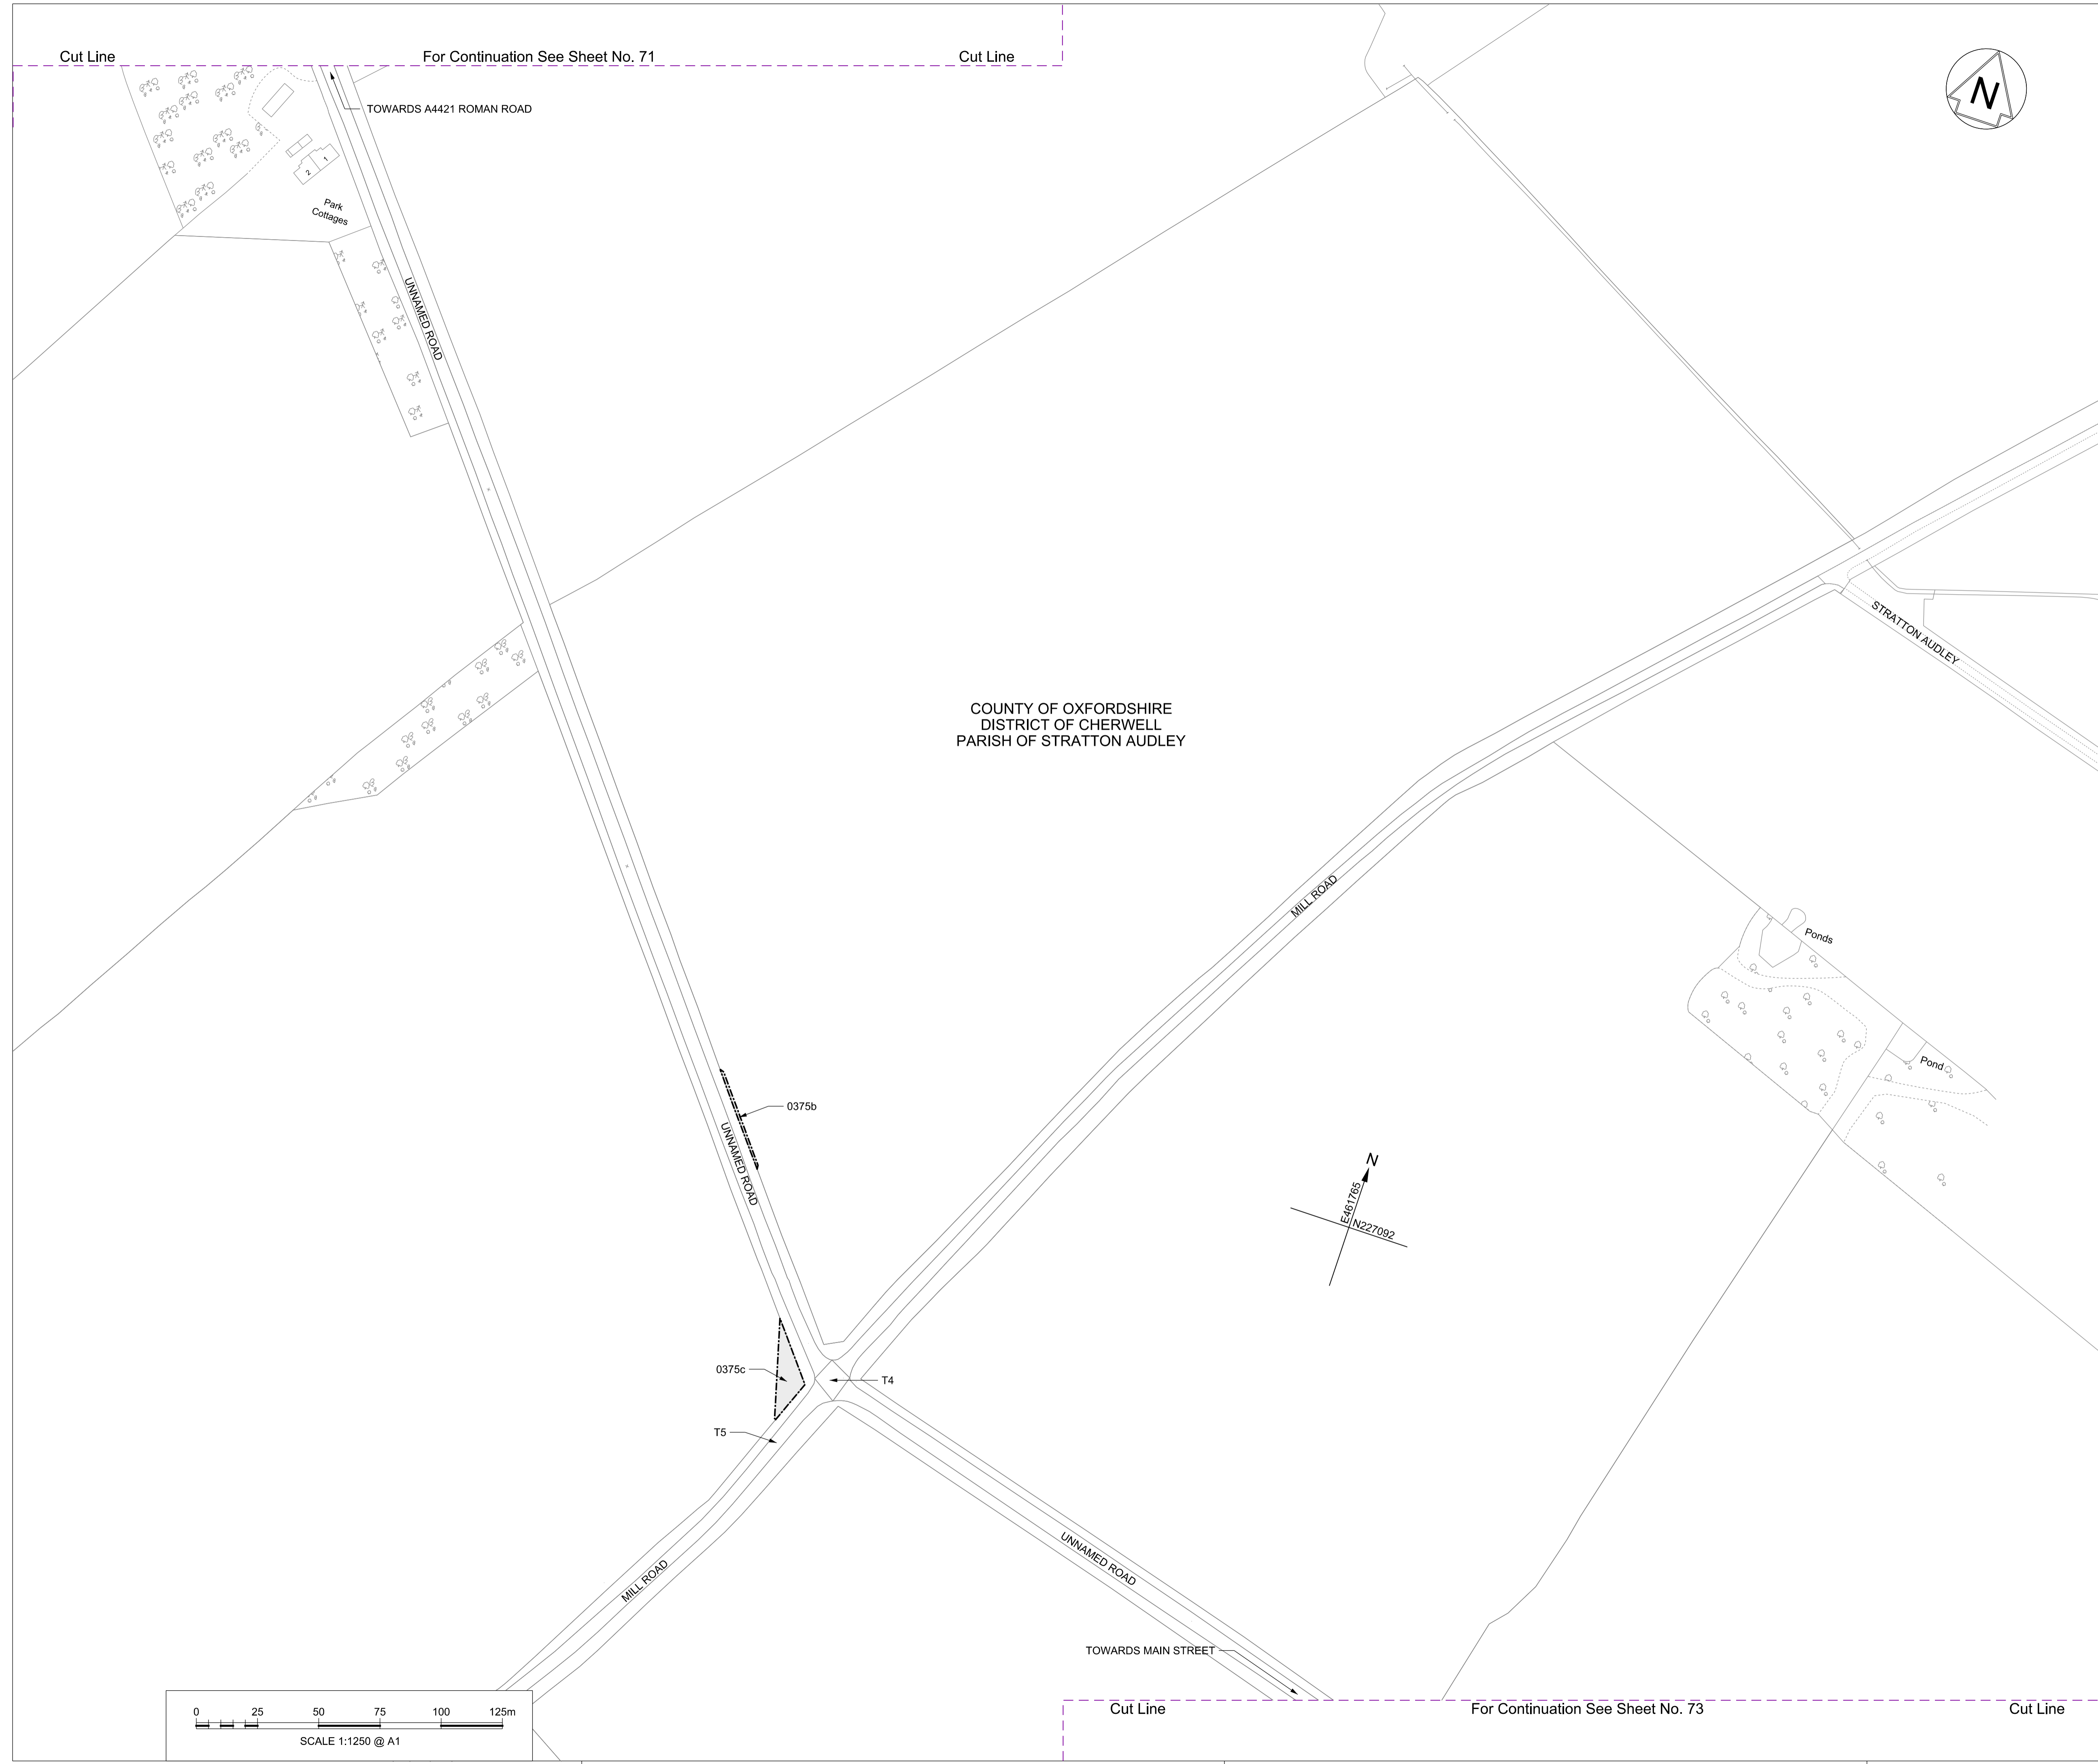 Cut Line
For Continuation See Sheet No. 71
Cut Line
N
TOWARDS A4421 ROMAN ROAD
1
2
Park
Cottages
UNNAMED ROAD
STRATTON AUDLEY
COUNTY OF OXFORDSHIRE
DISTRICT OF CHERWELL
PARISH OF STRATTON AUDLEY
MILL ROAD
Ponds
Pond
0375b
UNNAMED ROAD
N
E461765
N227092
0375c
T4
T5
UNNAMED ROAD
MILL ROAD
TOWARDS MAIN STREET
Cut Line
For Continuation See Sheet No. 73
Cut Line
0 25 50 75 100 125m
SCALE 1:1250 @ A1